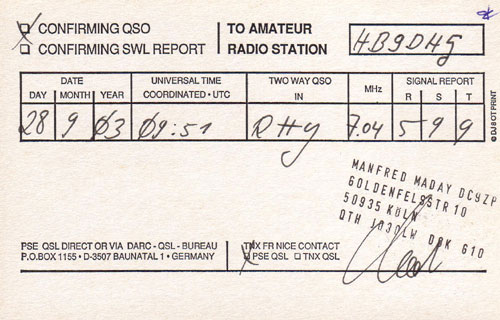 CONFIRMING QSO
CONFIRMING SWL REPORT
TO AMATEUR
RADIO STATION
HB9DHG
DATE
DAY MONTH YEAR
UNIVERSAL TIME
COORDINATED · UTC
TWO WAY QSO
IN
MHz
SIGNAL REPORT
R S T
28 9 03 09:51 RTTY 7.04 5 9 9
© DJ8OT PRINT
MANFRED MADAY DC9ZP
GOLDENFELSSTR 10
50935 KÖLN
QTH JO30LW DOK G10
PSE QSL DIRECT OR VIA DARC - QSL - BUREAU
P.O.BOX 1155 · D-3507 BAUNATAL 1 · GERMANY
TNX FR NICE CONTACT
PSE QSL TNX QSL